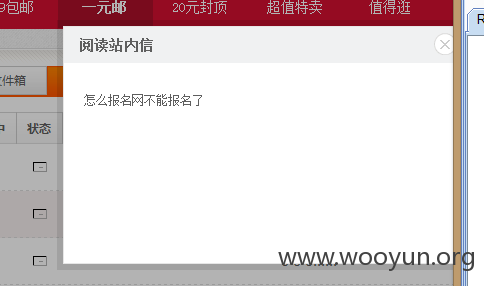 9包邮 一元邮 20元封顶 超值特卖 值得逛
阅读站内信
件箱
怎么报名网不能报名了
状态
www.wooyun.org
R